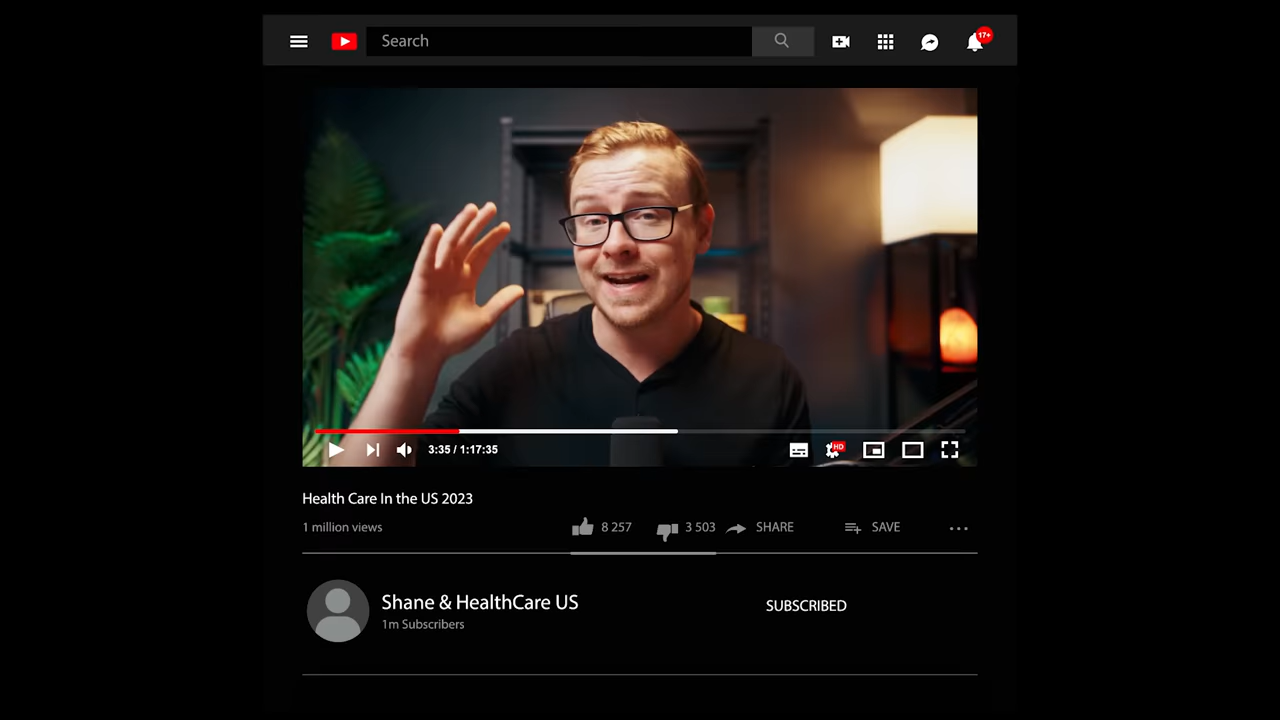 Search
17+
HD
3:35 / 1:17:35
Health Care In the US 2023
1 million views
8 257
3 503
SHARE
SAVE
Shane & HealthCare US
1m Subscribers
SUBSCRIBED